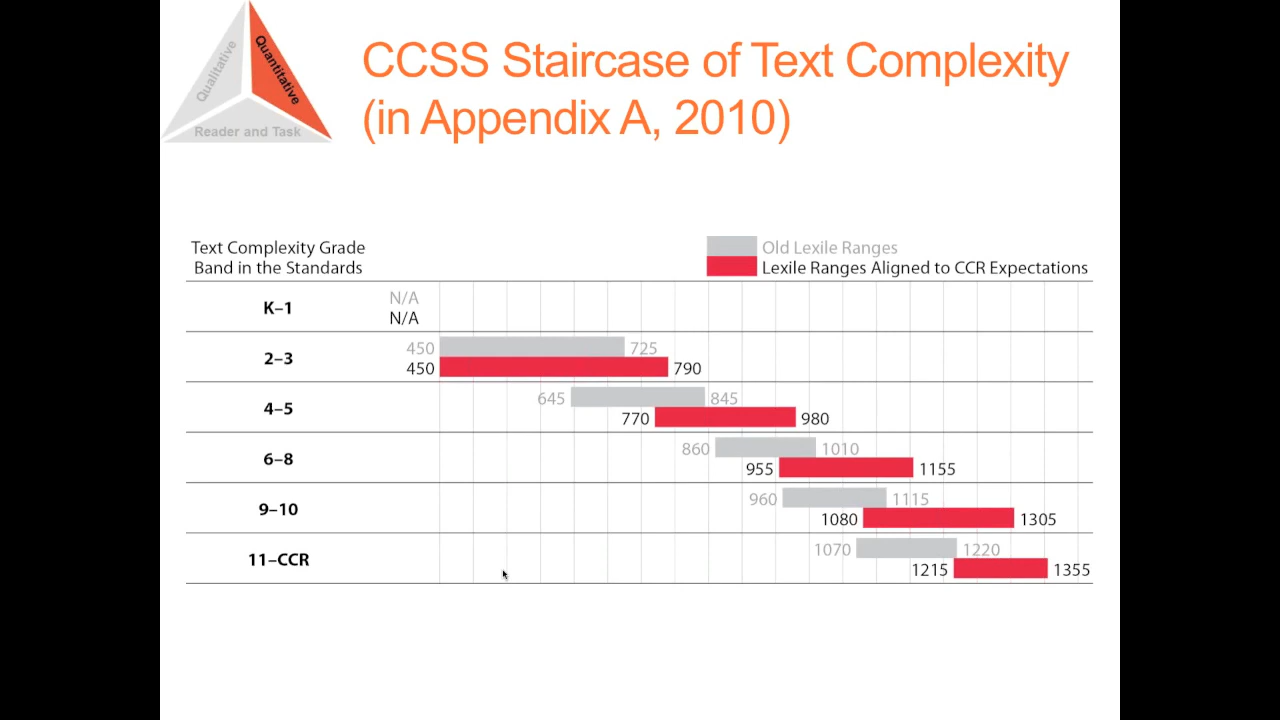 Qualitative
Quantitative
Reader and Task
CCSS Staircase of Text Complexity
(in Appendix A, 2010)
Text Complexity Grade
Band in the Standards
Old Lexile Ranges
Lexile Ranges Aligned to CCR Expectations
K–1
N/A
N/A
2–3
450 725
450 790
4–5
645 845
770 980
6–8
860 1010
955 1155
9–10
960 1115
1080 1305
11–CCR
1070 1220
1215 1355